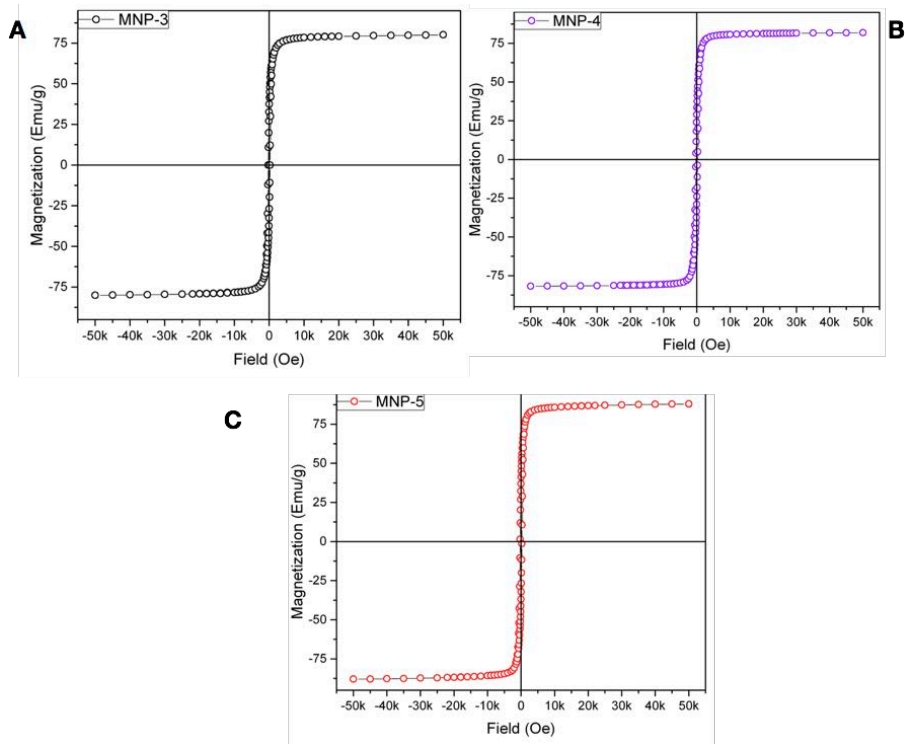 A
MNP-3
Magnetization (Emu/g)
75
50
25
0
-25
-50
-75
-50k -40k -30k -20k -10k 0 10k 20k 30k 40k 50k
Field (Oe)
B
MNP-4
Magnetization (Emu/g)
75
50
25
0
-25
-50
-75
-50k -40k -30k -20k -10k 0 10k 20k 30k 40k 50k
Field (Oe)
C
MNP-5
Magnetization (Emu/g)
75
50
25
0
-25
-50
-75
-50k -40k -30k -20k -10k 0 10k 20k 30k 40k 50k
Field (Oe)